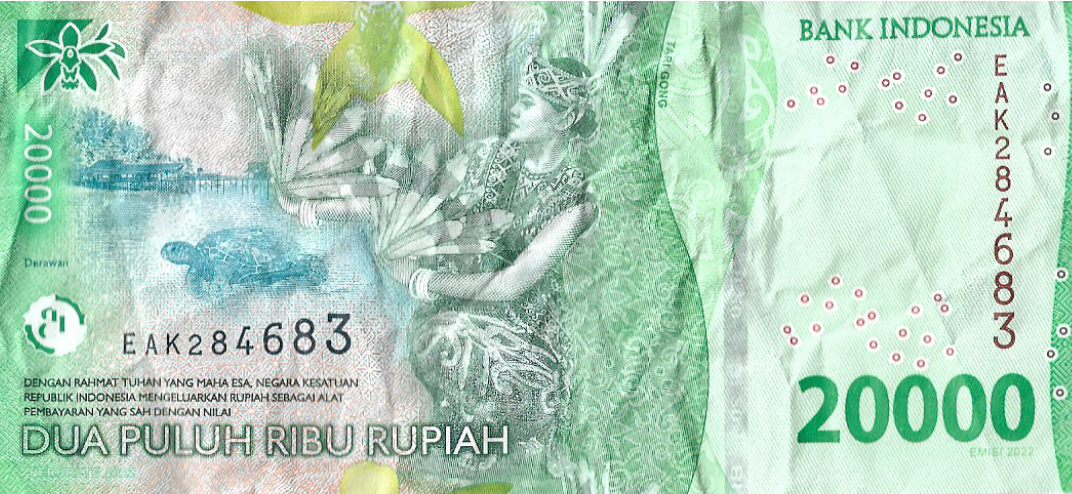 BANK INDONESIA
TARI GONG
EAK284683
20000
Derawan
EAK284683
DENGAN RAHMAT TUHAN YANG MAHA ESA, NEGARA KESATUAN
REPUBLIK INDONESIA MENGELUARKAN RUPIAH SEBAGAI ALAT
PEMBAYARAN YANG SAH DENGAN NILAI
DUA PULUH RIBU RUPIAH
20000
EMISI 2022